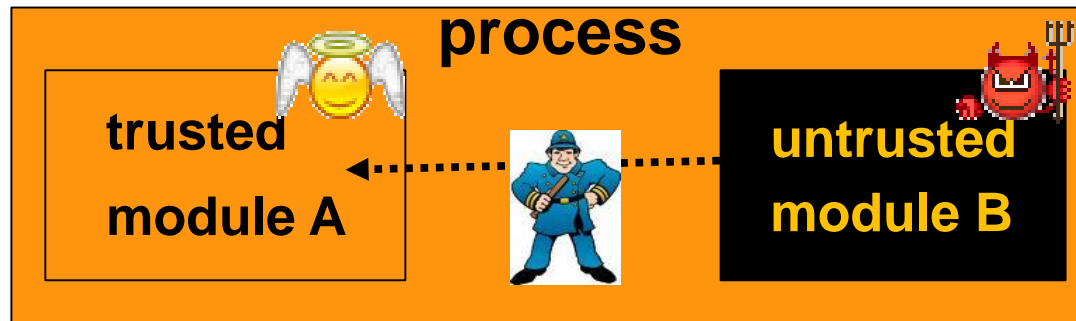 process
trusted
module A
untrusted
module B